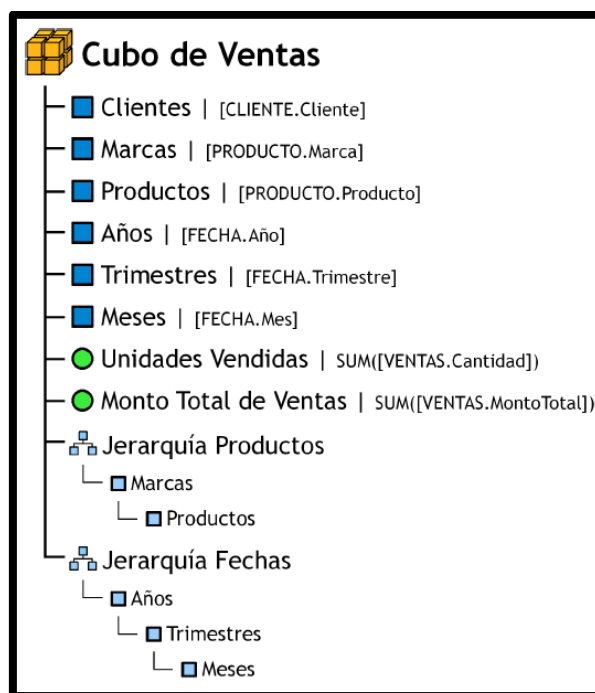 Cubo de Ventas
Clientes | [CLIENTE.Cliente]
Marcas | [PRODUCTO.Marca]
Productos | [PRODUCTO.Producto]
Años | [FECHA.Año]
Trimestres | [FECHA.Trimestre]
Meses | [FECHA.Mes]
Unidades Vendidas | SUM([VENTAS.Cantidad])
Monto Total de Ventas | SUM([VENTAS.MontoTotal])
Jerarquía Productos
Marcas
Productos
Jerarquía Fechas
Años
Trimestres
Meses